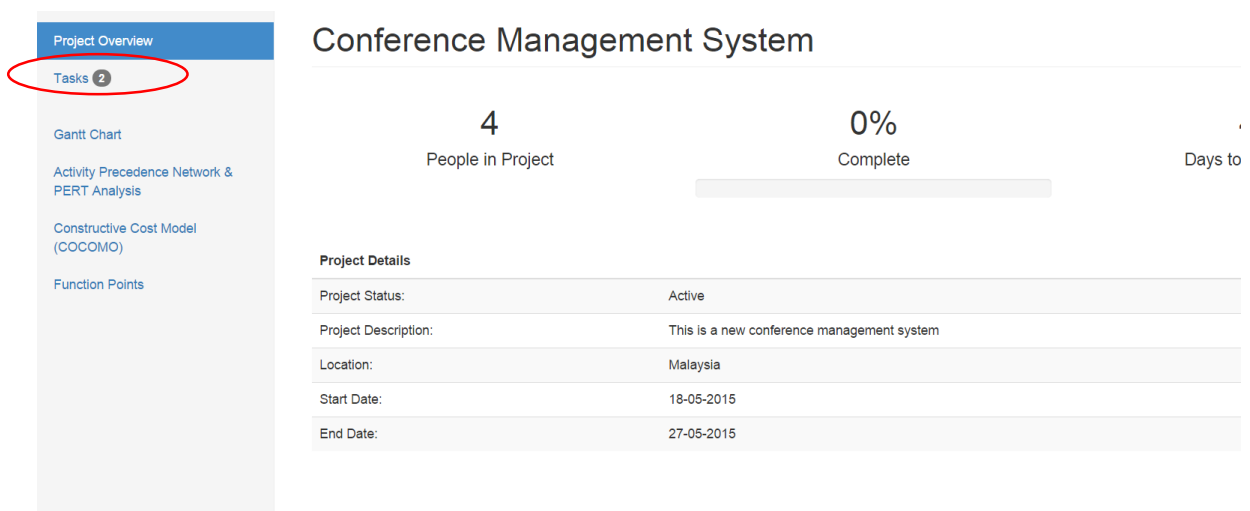 Project Overview
Tasks 2
Gantt Chart
Activity Precedence Network &
PERT Analysis
Constructive Cost Model
(COCOMO)
Function Points
Conference Management System
4
People in Project
0%
Complete
Days to
Project Details
Project Status: Active
Project Description: This is a new conference management system
Location: Malaysia
Start Date: 18-05-2015
End Date: 27-05-2015